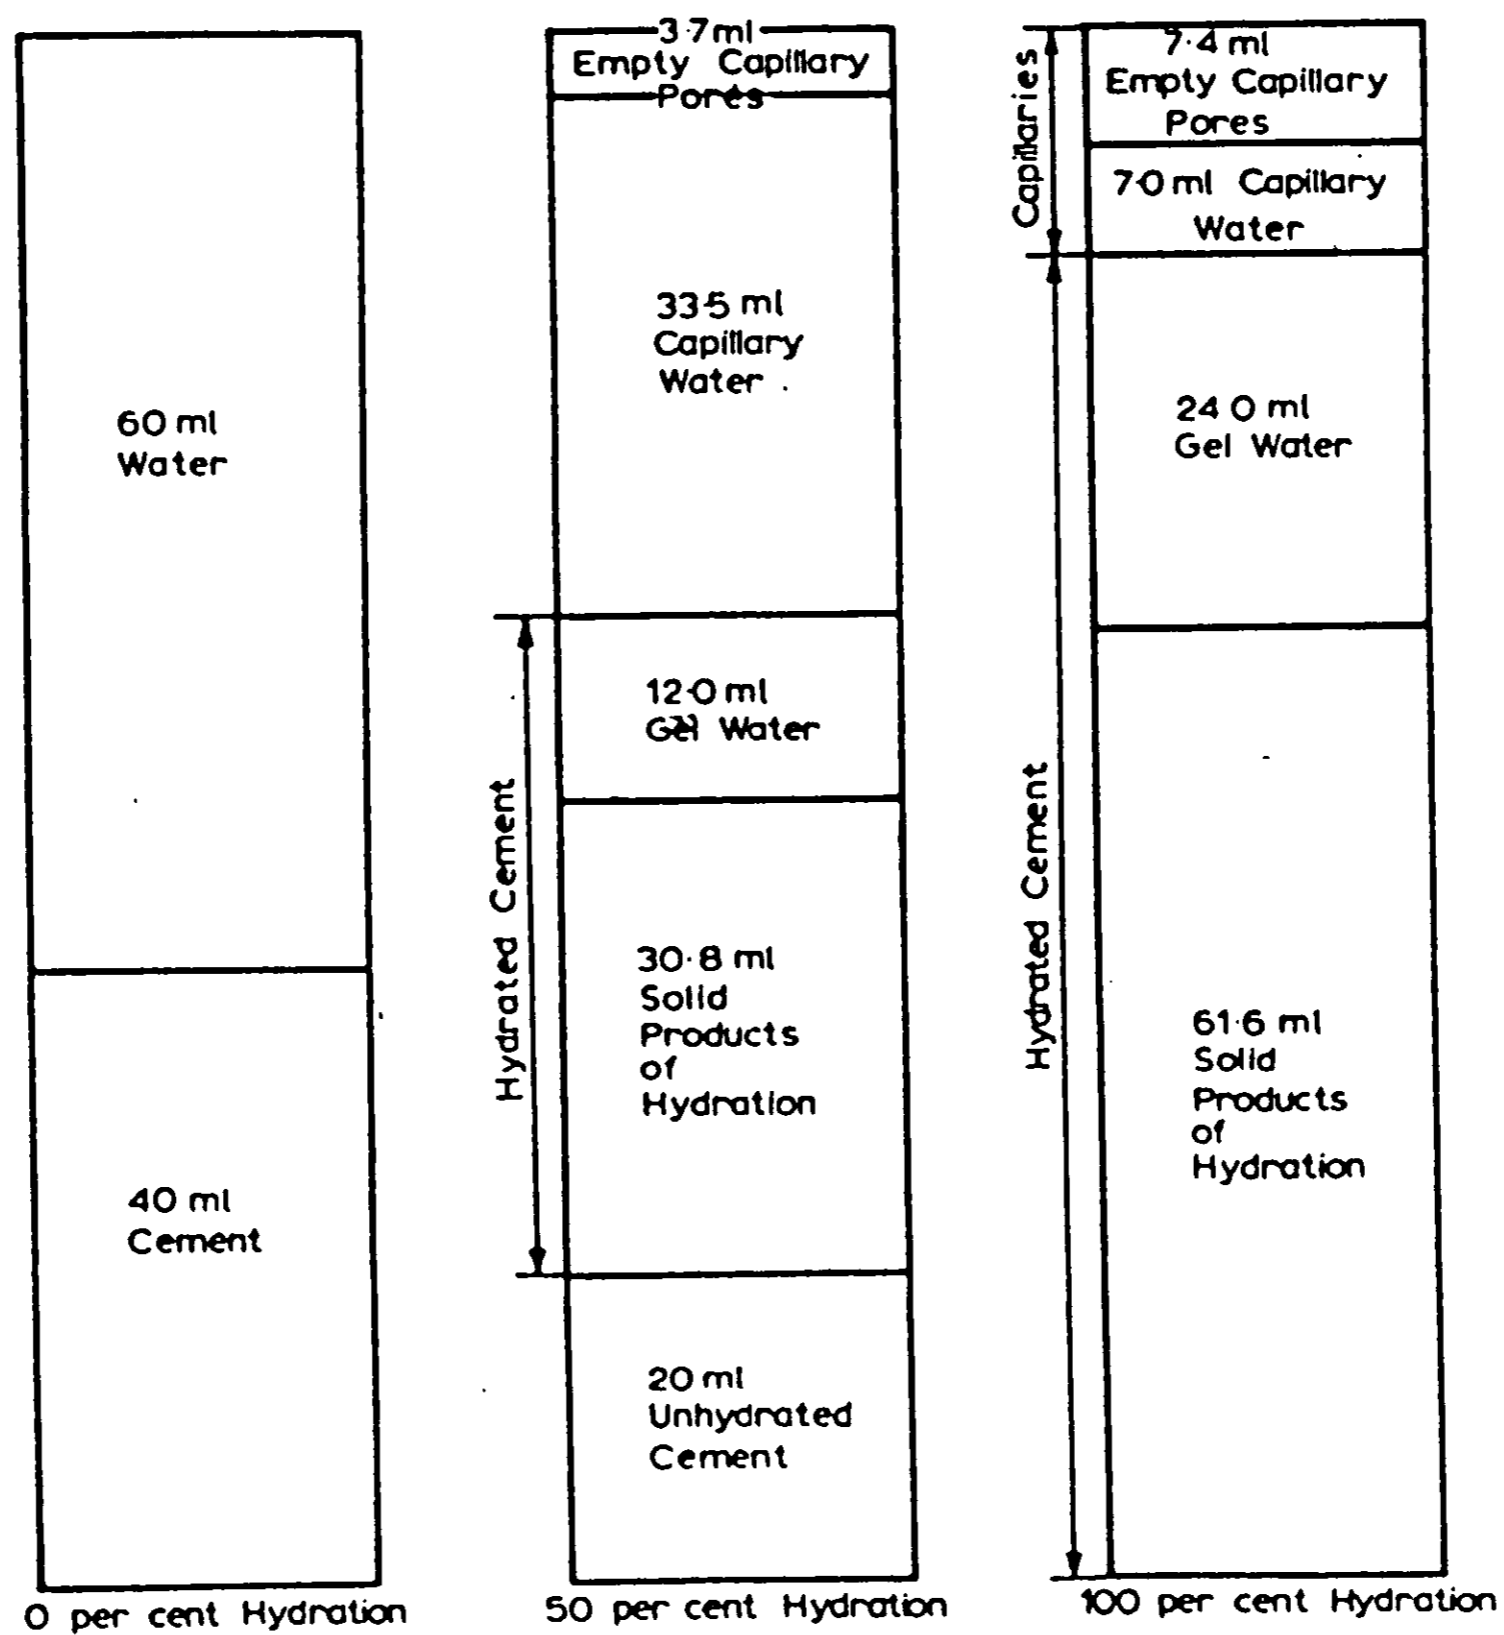 60 ml
Water
40 ml
Cement
0 per cent Hydration
3·7 ml
Empty Capillary
Pores
33·5 ml
Capillary
Water
12·0 ml
Gel Water
30·8 ml
Solid
Products
of
Hydration
20 ml
Unhydrated
Cement
Hydrated Cement
50 per cent Hydration
7·4 ml
Empty Capillary
Pores
7·0 ml Capillary
Water
24 0 ml
Gel Water
61·6 ml
Solid
Products
of
Hydration
Capillaries
Hydrated Cement
100 per cent Hydration